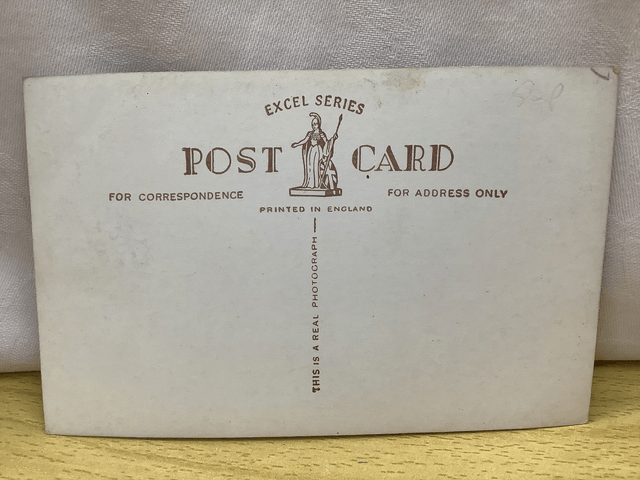 EXCEL SERIES
POST CARD
FOR CORRESPONDENCE
FOR ADDRESS ONLY
PRINTED IN ENGLAND
THIS IS A REAL PHOTOGRAPH